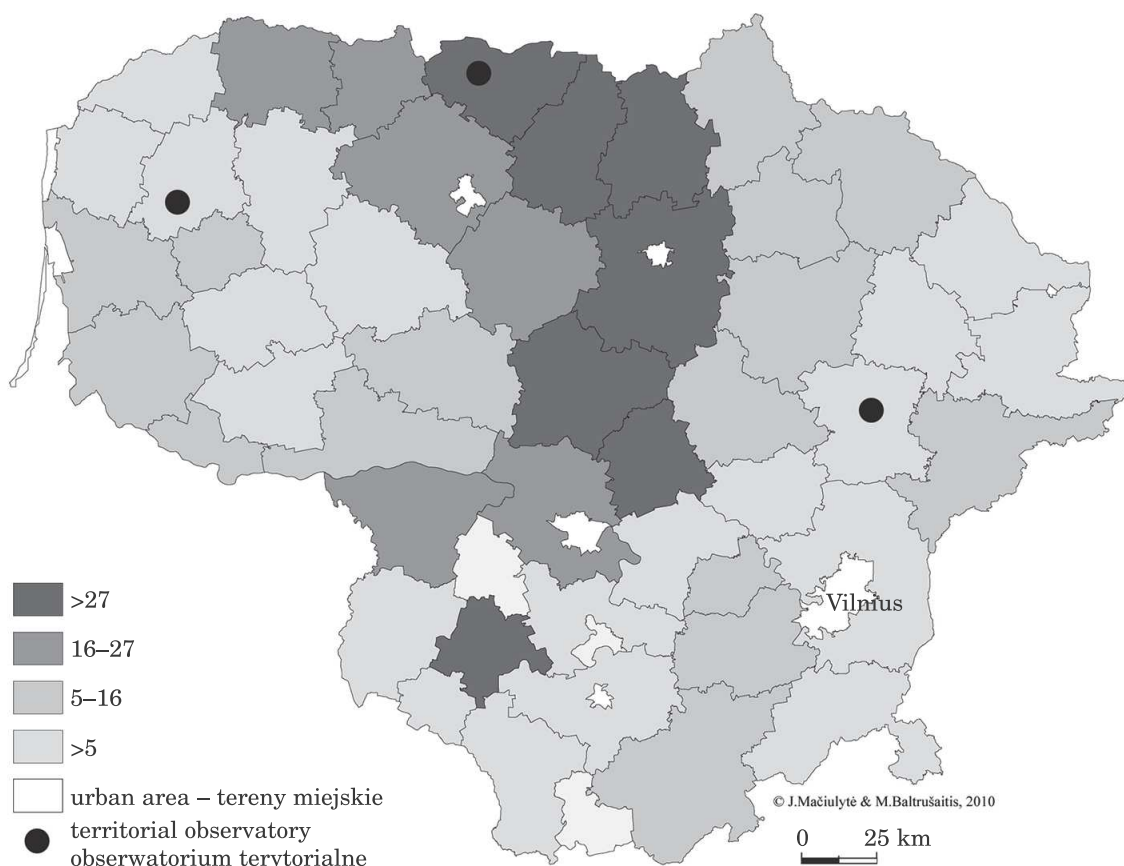 Vilnius
>27
16–27
5–16
>5
urban area – tereny miejskie
territorial observatory
obserwatorium terytorialne
© J.Mačiulytė & M.Baltrušaitis, 2010
0 25 km